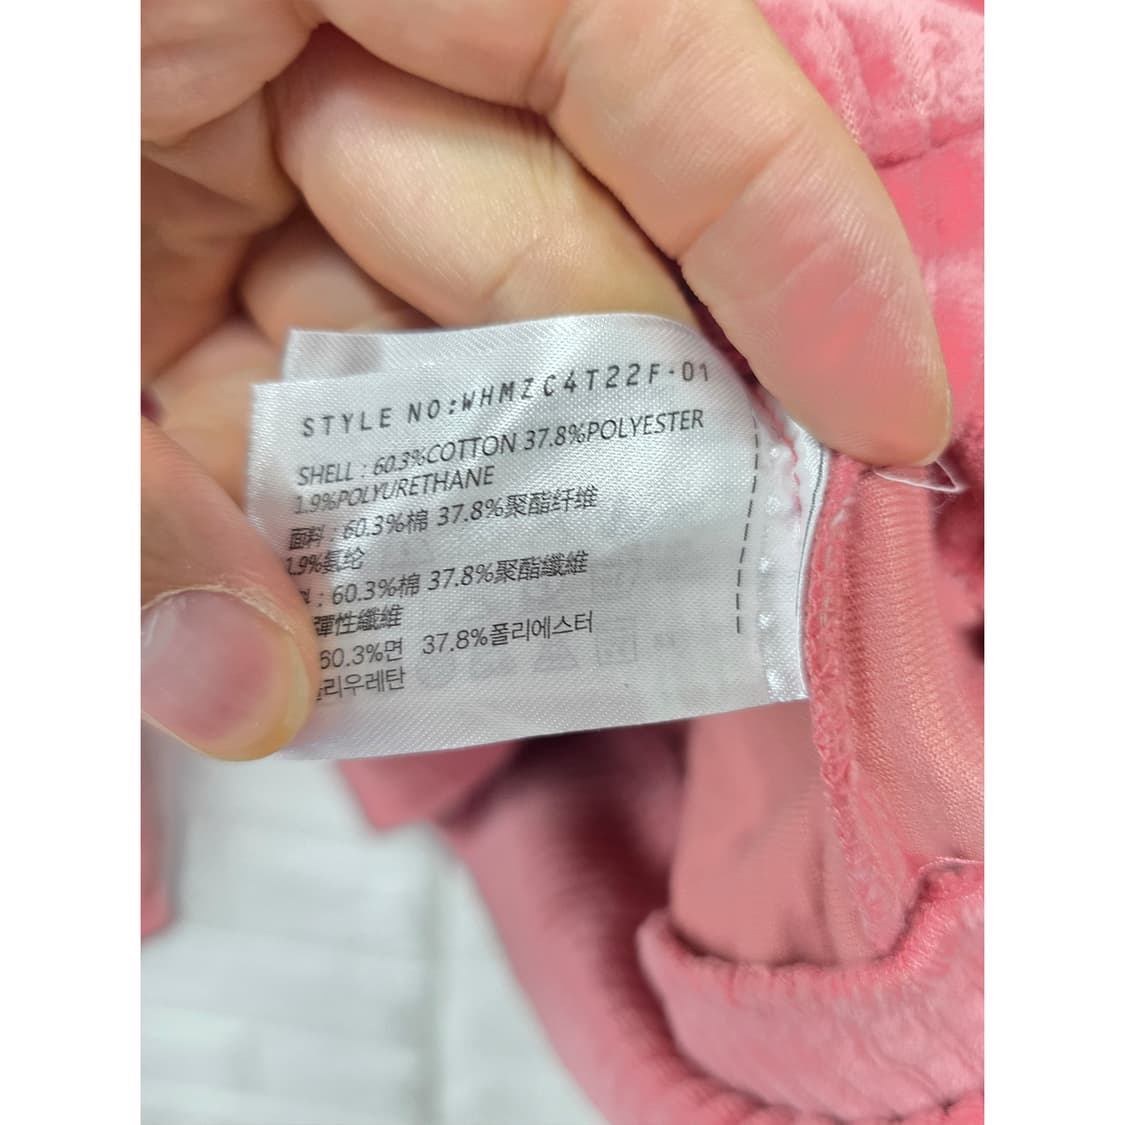 STYLE NO:WHMZC4T22F-01
SHELL : 60.3%COTTON 37.8%POLYESTER
1.9%POLYURETHANE
面料 : 60.3%棉 37.8%聚酯纤维
1.9%氨纶
: 60.3%棉 37.8%聚酯纖維
彈性纖維
60.3%면 37.8%폴리에스터
리우레탄